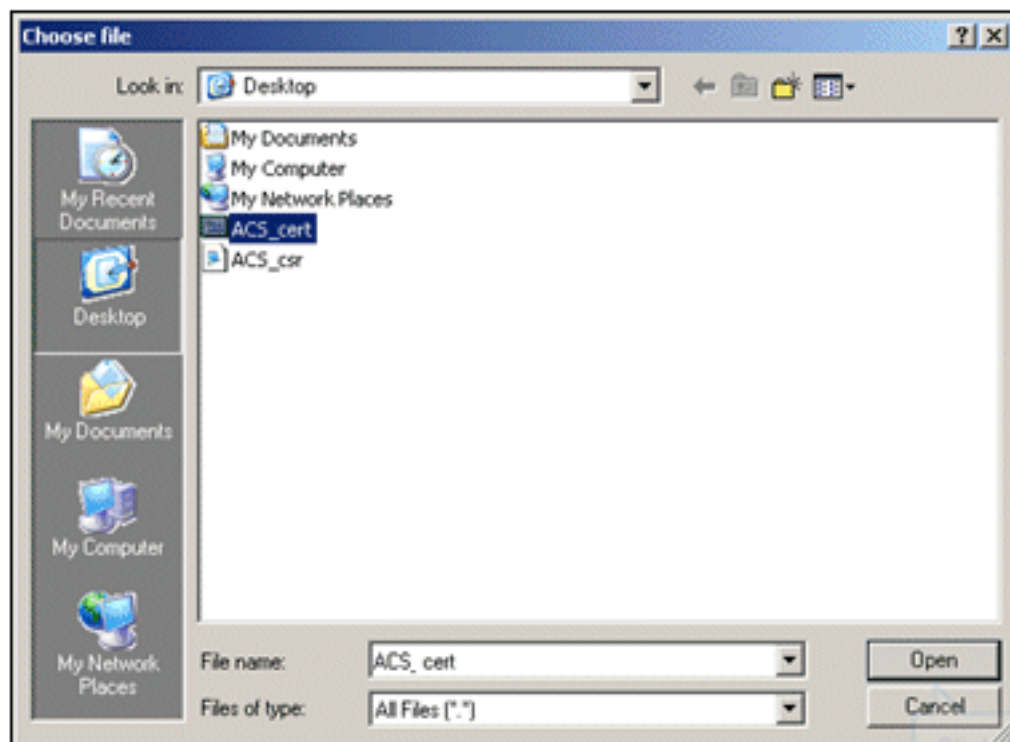 Choose file
Look in:
Desktop
My Documents
My Computer
My Network Places
ACS_cert
ACS_csr
My Recent
Documents
Desktop
My Documents
My Computer
My Network
Places
File name:
ACS_cert
Open
Files of type:
All Files (*.*)
Cancel